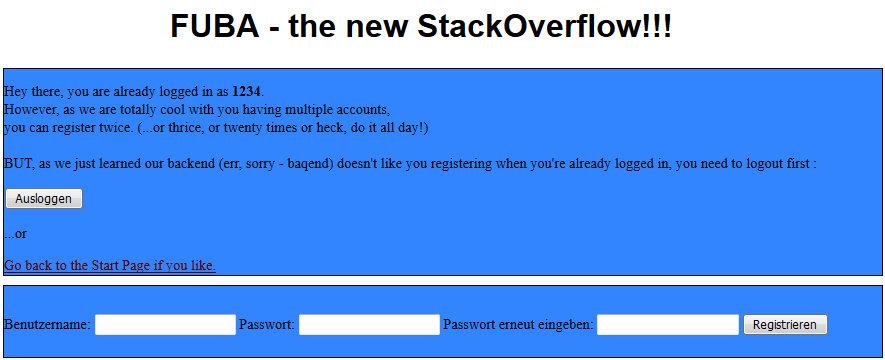 FUBA - the new StackOverflow!!!
Hey there, you are already logged in as 1234.
However, as we are totally cool with you having multiple accounts,
you can register twice. (...or thrice, or twenty times or heck, do it all day!)
BUT, as we just learned our backend (err, sorry - baqend) doesn't like you registering when you're already logged in, you need to logout first :
Ausloggen
...or
Go back to the Start Page if you like.
Benutzername: Passwort: Passwort erneut eingeben: Registrieren